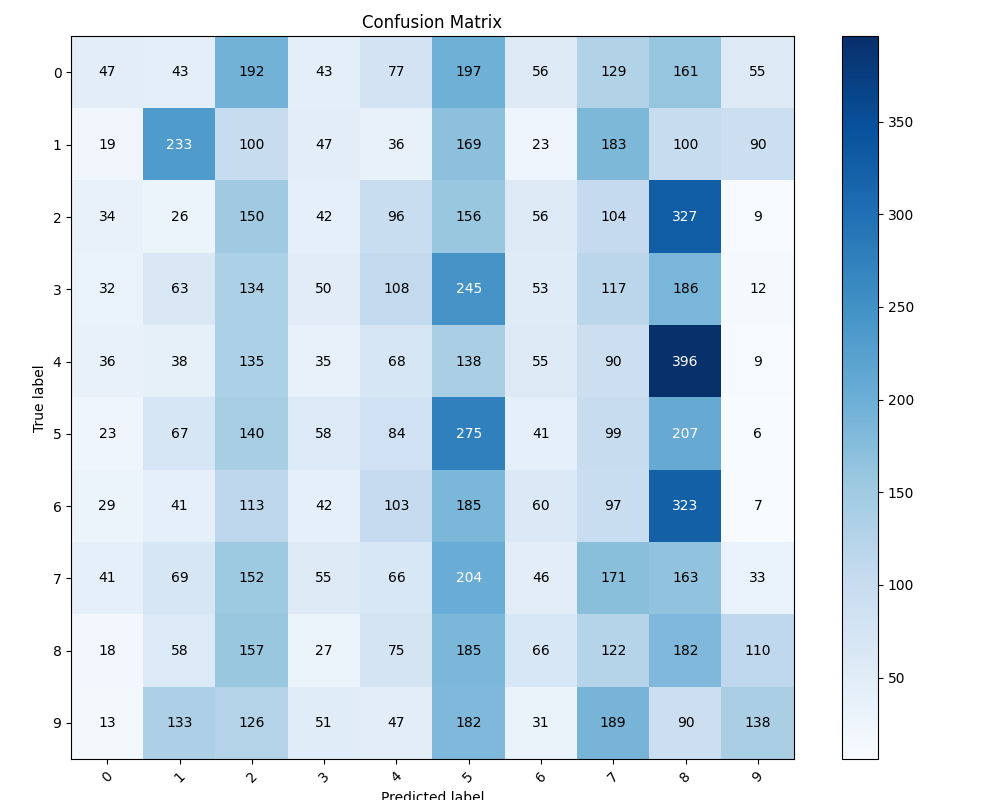 Confusion Matrix
0 47 43 192 43 77 197 56 129 161 55
1 19 233 100 47 36 169 23 183 100 90
2 34 26 150 42 96 156 56 104 327 9
3 32 63 134 50 108 245 53 117 186 12
4 36 38 135 35 68 138 55 90 396 9
5 23 67 140 58 84 275 41 99 207 6
6 29 41 113 42 103 185 60 97 323 7
7 41 69 152 55 66 204 46 171 163 33
8 18 58 157 27 75 185 66 122 182 110
9 13 133 126 51 47 182 31 189 90 138
0 1 2 3 4 5 6 7 8 9
True label
Predicted label
350
300
250
200
150
100
50